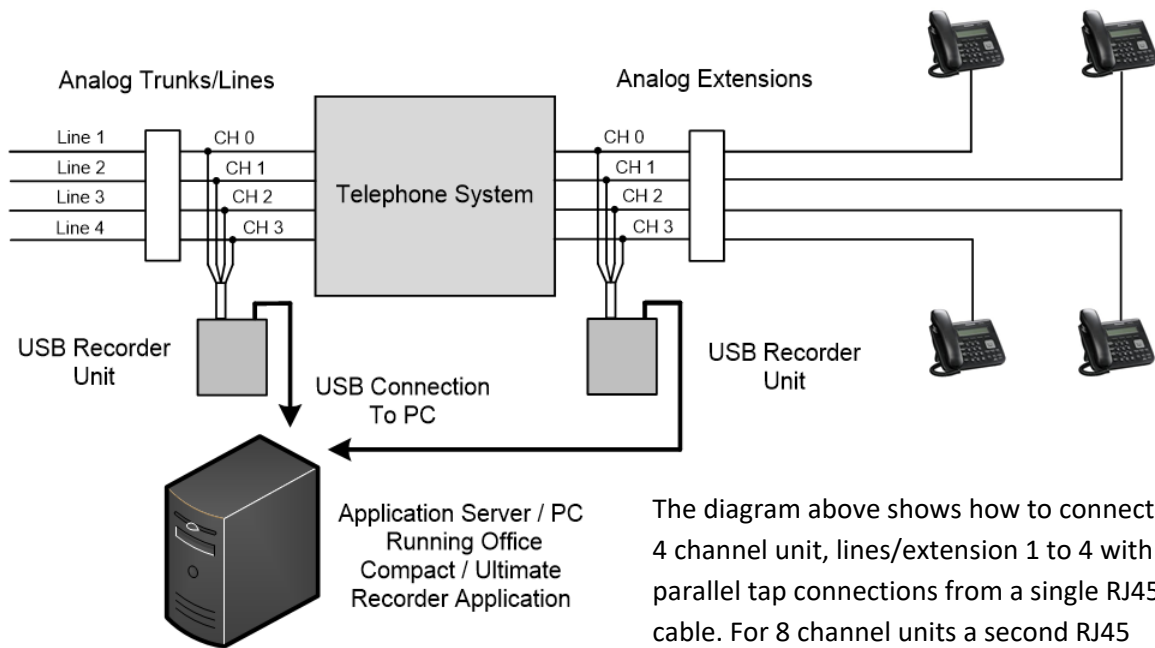 Analog Trunks/Lines
Analog Extensions
Line 1
CH 0
CH 0
Line 2
CH 1
CH 1
Line 3
CH 2
CH 2
Line 4
CH 3
CH 3
Telephone System
USB Recorder
Unit
USB Recorder
Unit
USB Connection
To PC
Application Server / PC
Running Office
Compact / Ultimate
Recorder Application
The diagram above shows how to connect
4 channel unit, lines/extension 1 to 4 with
parallel tap connections from a single RJ45
cable. For 8 channel units a second RJ45